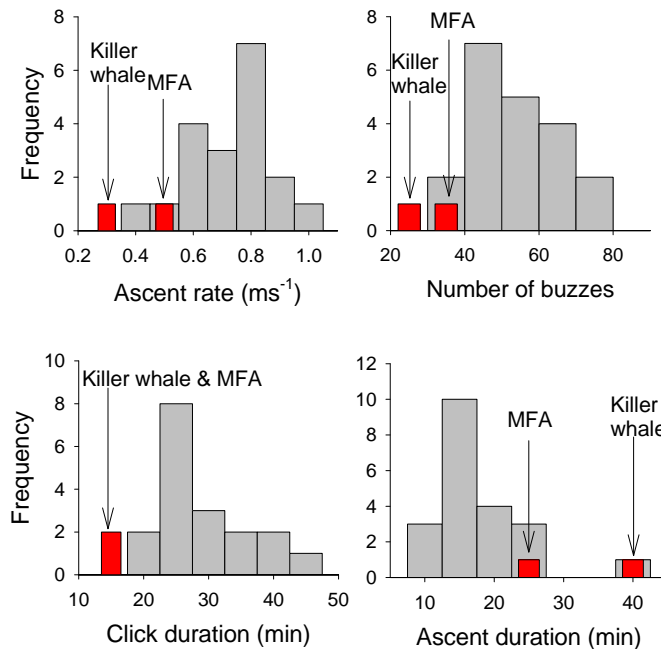 8
6
4
2
0
Frequency
Killer
whale
MFA
0.2 0.4 0.6 0.8 1.0
Ascent rate (ms⁻¹)
8
6
4
2
0
MFA
Killer
whale
20 40 60 80
Number of buzzes
10
8
6
4
2
0
Frequency
Killer whale & MFA
10 20 30 40 50
Click duration (min)
12
10
8
6
4
2
0
MFA
Killer
whale
10 20 30 40
Ascent duration (min)